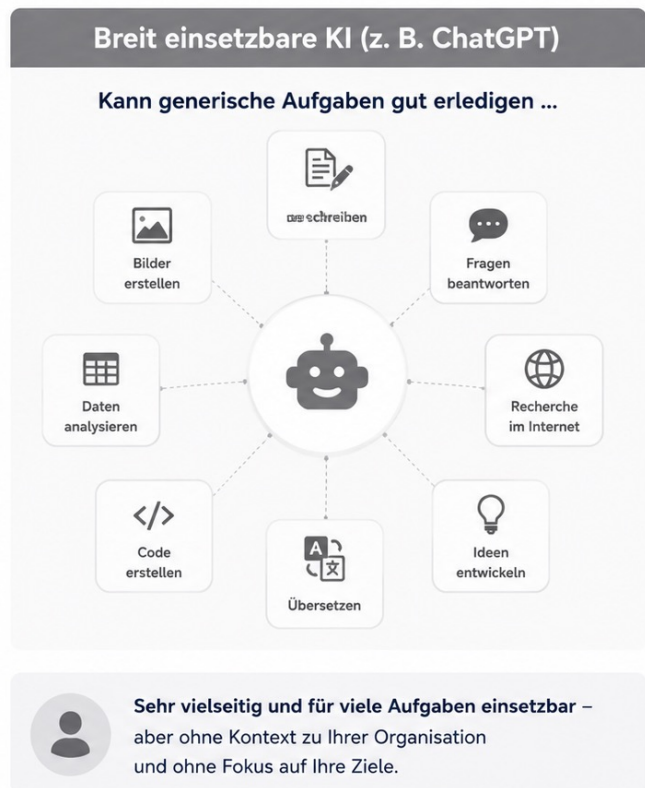 Breit einsetzbare KI (z. B. ChatGPT)
Kann generische Aufgaben gut erledigen ...
schreiben
Bilder
erstellen
Fragen
beantworten
Daten
analysieren
Recherche
im Internet
Code
erstellen
A
文
Übersetzen
Ideen
entwickeln
Sehr vielseitig und für viele Aufgaben einsetzbar –
aber ohne Kontext zu Ihrer Organisation
und ohne Fokus auf Ihre Ziele.